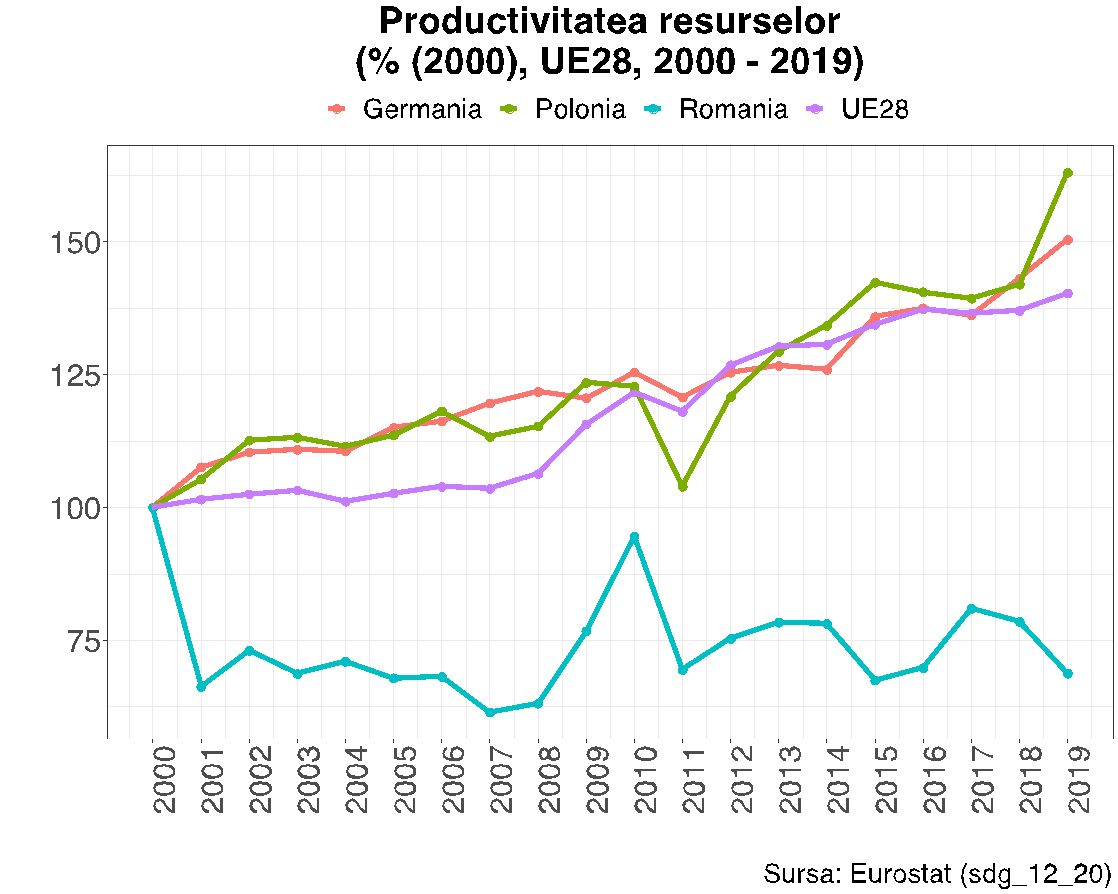 Productivitatea resurselor
(% (2000), UE28, 2000 - 2019)
Germania Polonia Romania UE28
150
125
100
75
2000 2001 2002 2003 2004 2005 2006 2007 2008 2009 2010 2011 2012 2013 2014 2015 2016 2017 2018 2019
Sursa: Eurostat (sdg_12_20)